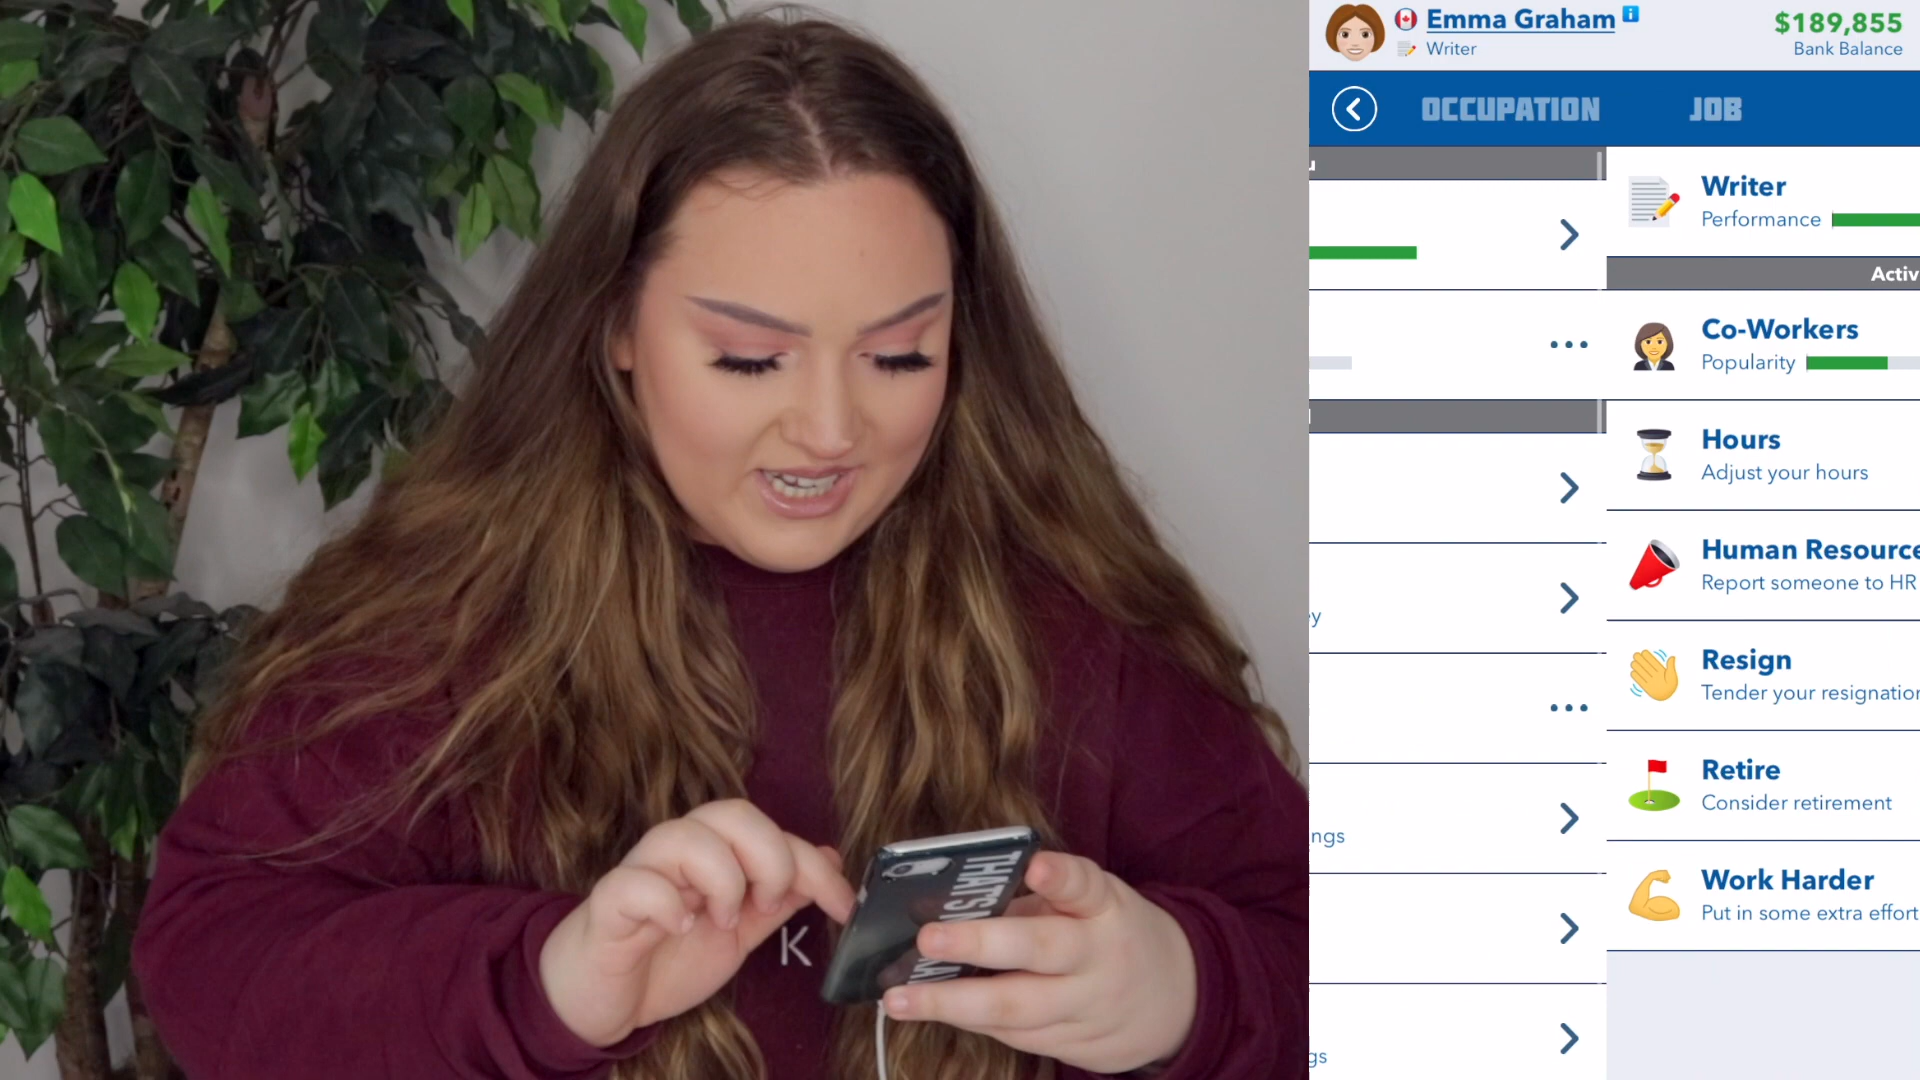 Emma Graham
Writer
$189,855
Bank Balance
OCCUPATION JOB
Writer
Performance
Activ
Co-Workers
Popularity
Hours
Adjust your hours
Human Resource
Report someone to HR
Resign
Tender your resignation
Retire
Consider retirement
Work Harder
Put in some extra effort
y
ngs
gs
THAT'S
K